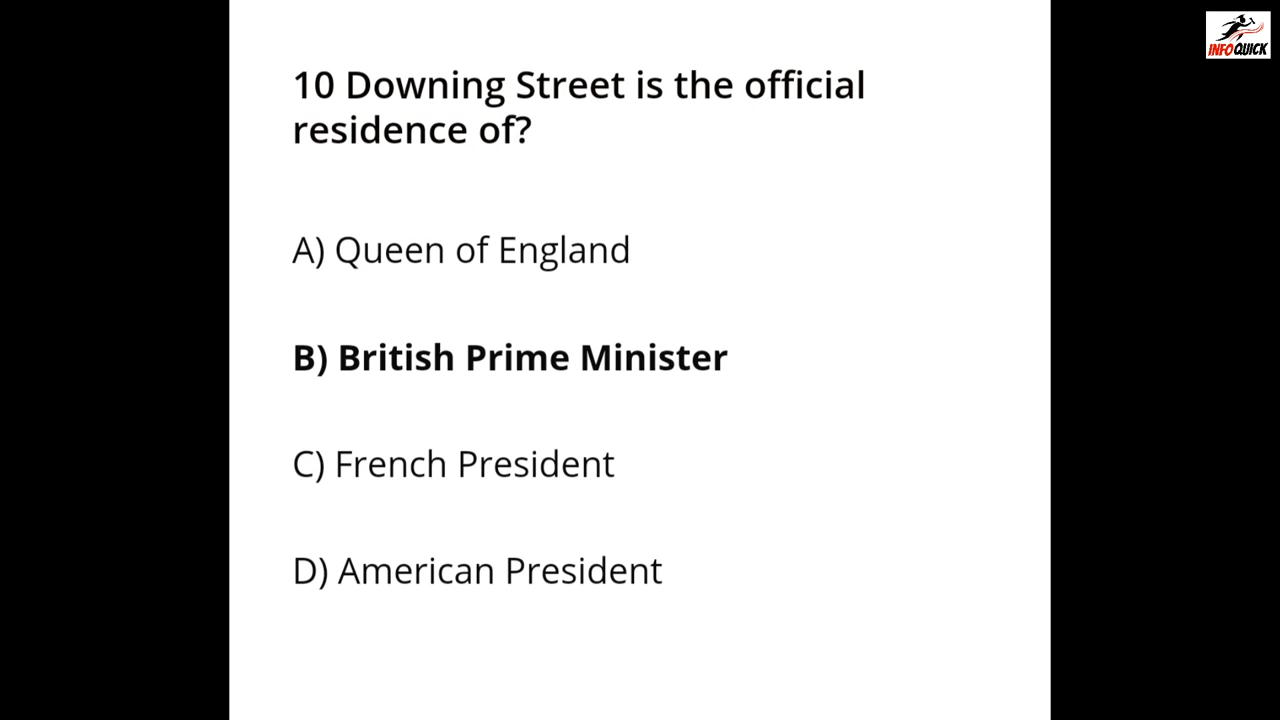 INFOQUICK
10 Downing Street is the official
residence of?
A) Queen of England
B) British Prime Minister
C) French President
D) American President